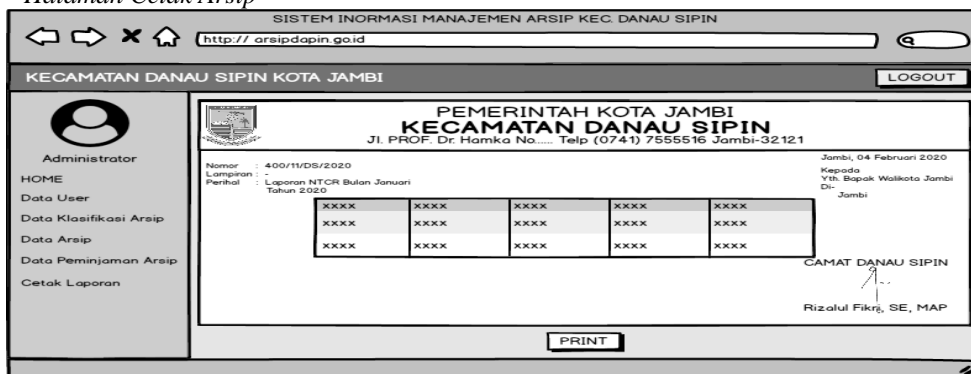 Halaman Cetak Arsip
SISTEM INORMASI MANAJEMEN ARSIP KEC. DANAU SIPIN
http:// arsipdapin.go.id
KECAMATAN DANAU SIPIN KOTA JAMBI
LOGOUT
Administrator
HOME
Data User
Data Klasifikasi Arsip
Data Arsip
Data Peminjaman Arsip
Cetak Laporan
PEMERINTAH KOTA JAMBI
KECAMATAN DANAU SIPIN
Jl. PROF. Dr. Hamka No..... Telp (0741) 7555516 Jambi-32121
Nomor : 400/11/DS/2020
Lampiran : -
Perihal : Laporan NTCR Bulan Januari
Tahun 2020
Jambi, 04 Februari 2020
Kepada
Yth. Bapak Walikota Jambi
Di-
Jambi
xxxx xxxx xxxx xxxx xxxx
xxxx xxxx xxxx xxxx xxxx
xxxx xxxx xxxx xxxx xxxx
CAMAT DANAU SIPIN
Rizalul Fikri, SE, MAP
PRINT